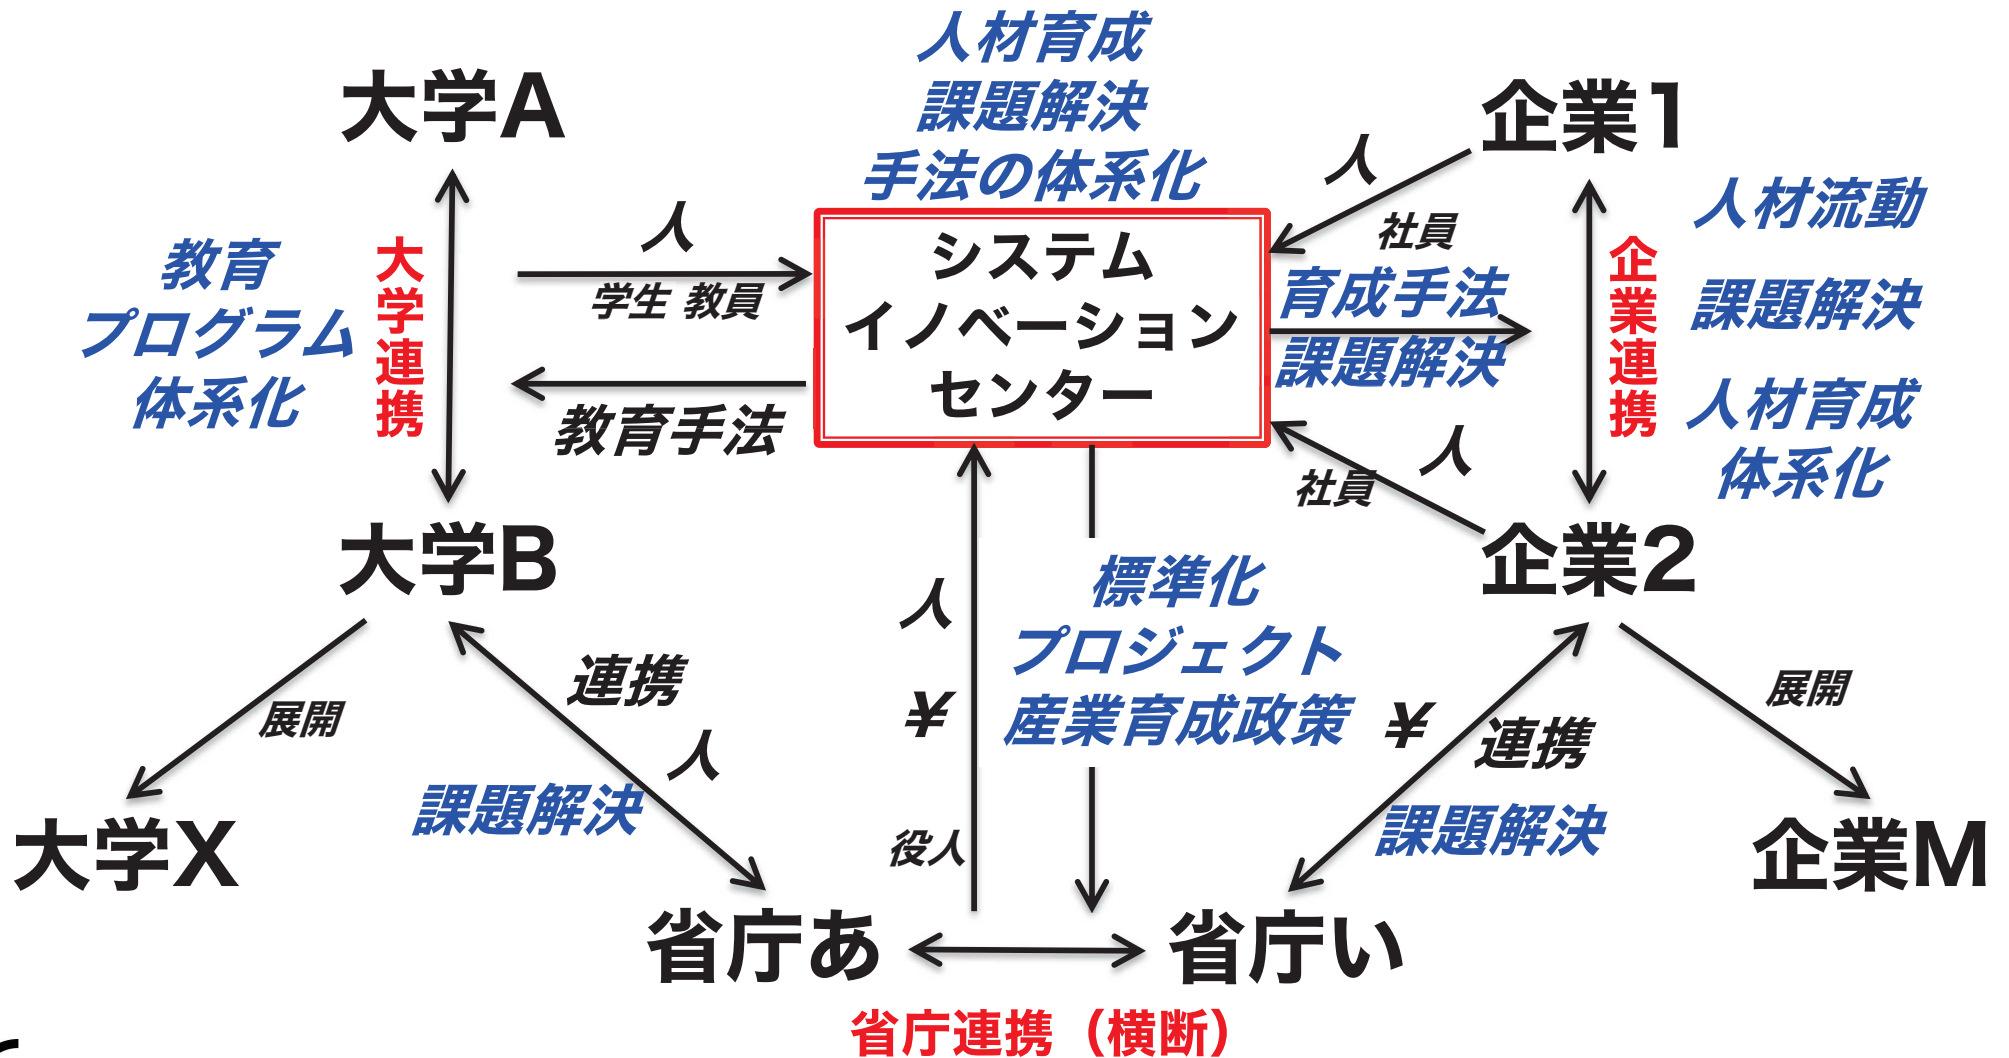 人材育成
課題解決
手法の体系化
大学A
企業1
人
人
社員
学生 教員
教育
プログラム
体系化
大学連携
システム
イノベーション
センター
育成手法
課題解決
企業連携
人材流動
課題解決
人材育成
体系化
教育手法
人
社員
大学B
企業2
人
¥
役人
標準化
プロジェクト
産業育成政策
展開
連携
人
課題解決
¥
連携
課題解決
展開
大学X
企業M
省庁あ
省庁い
省庁連携（横断）